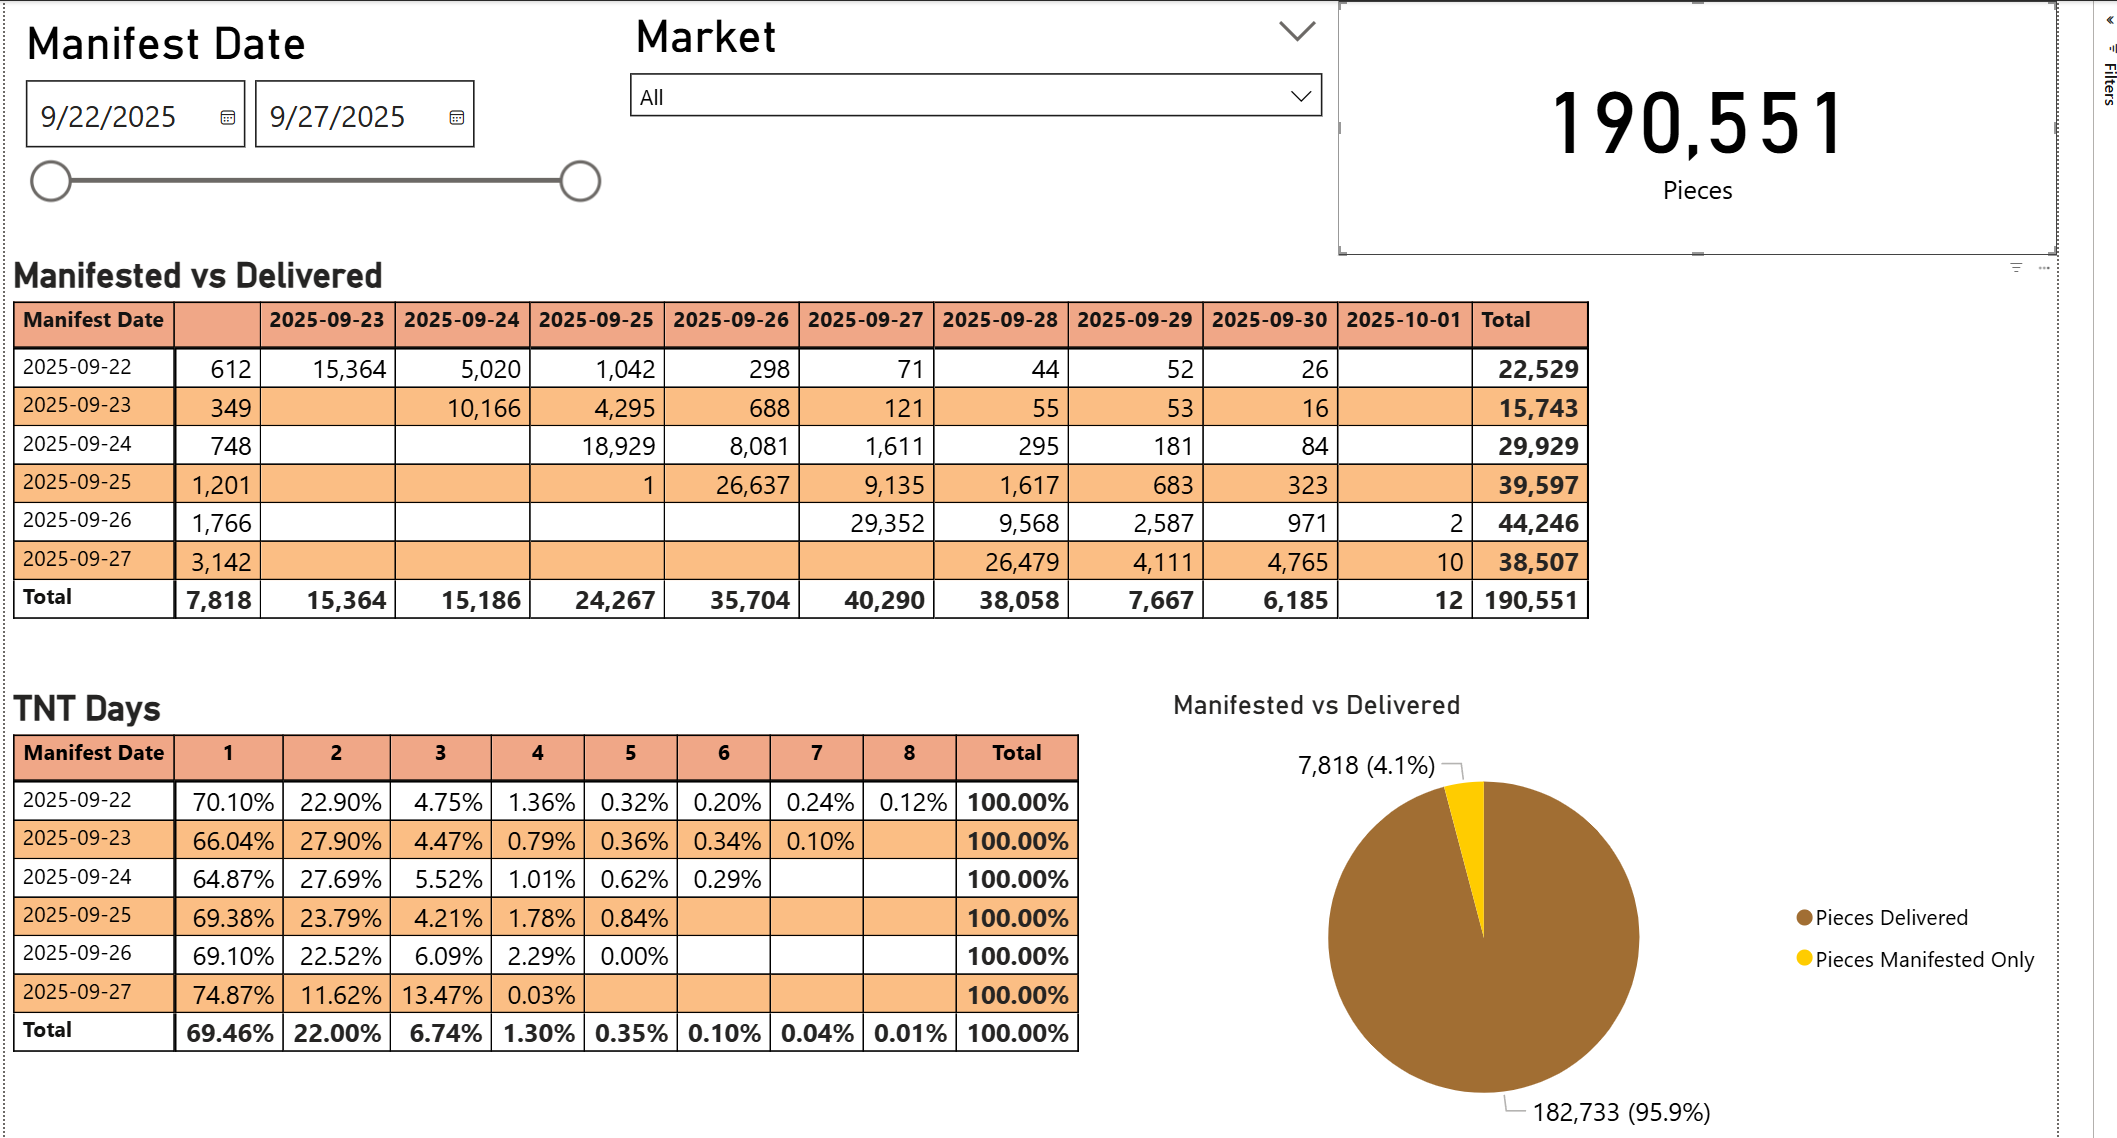 Manifest Date
9/22/2025 9/27/2025
Market
All
190,551
Pieces
Filters
Manifested vs Delivered
Manifest Date 2025-09-23 2025-09-24 2025-09-25 2025-09-26 2025-09-27 2025-09-28 2025-09-29 2025-09-30 2025-10-01 Total
2025-09-22 612 15,364 5,020 1,042 298 71 44 52 26 22,529
2025-09-23 349 10,166 4,295 688 121 55 53 16 15,743
2025-09-24 748 18,929 8,081 1,611 295 181 84 29,929
2025-09-25 1,201 1 26,637 9,135 1,617 683 323 39,597
2025-09-26 1,766 29,352 9,568 2,587 971 2 44,246
2025-09-27 3,142 26,479 4,111 4,765 10 38,507
Total 7,818 15,364 15,186 24,267 35,704 40,290 38,058 7,667 6,185 12 190,551
TNT Days
Manifest Date 1 2 3 4 5 6 7 8 Total
2025-09-22 70.10% 22.90% 4.75% 1.36% 0.32% 0.20% 0.24% 0.12% 100.00%
2025-09-23 66.04% 27.90% 4.47% 0.79% 0.36% 0.34% 0.10% 100.00%
2025-09-24 64.87% 27.69% 5.52% 1.01% 0.62% 0.29% 100.00%
2025-09-25 69.38% 23.79% 4.21% 1.78% 0.84% 100.00%
2025-09-26 69.10% 22.52% 6.09% 2.29% 0.00% 100.00%
2025-09-27 74.87% 11.62% 13.47% 0.03% 100.00%
Total 69.46% 22.00% 6.74% 1.30% 0.35% 0.10% 0.04% 0.01% 100.00%
Manifested vs Delivered
7,818 (4.1%)
Pieces Delivered
Pieces Manifested Only
182,733 (95.9%)